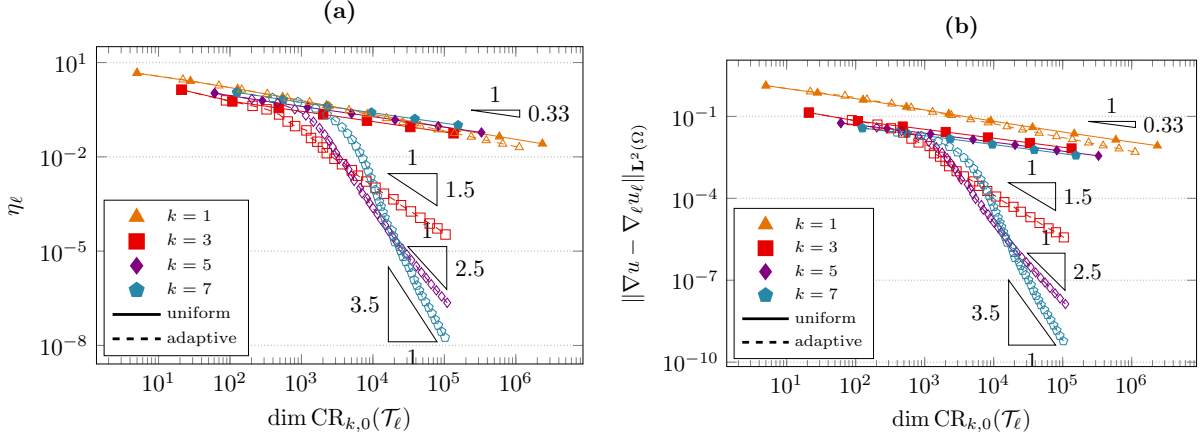 (a)
10^1
10^{-2}
10^{-5}
10^{-8}
η_ℓ
1
0.33
1
1.5
1
2.5
3.5
1
k = 1
k = 3
k = 5
k = 7
uniform
adaptive
10^1
10^2
10^3
10^4
10^5
10^6
dim CR_{k,0}(𝒯_ℓ)
(b)
10^{-1}
10^{-4}
10^{-7}
10^{-10}
‖∇u − ∇_ℓ u_ℓ‖_{L^2(Ω)}
1
0.33
1
1.5
1
2.5
3.5
1
k = 1
k = 3
k = 5
k = 7
uniform
adaptive
10^1
10^2
10^3
10^4
10^5
10^6
dim CR_{k,0}(𝒯_ℓ)